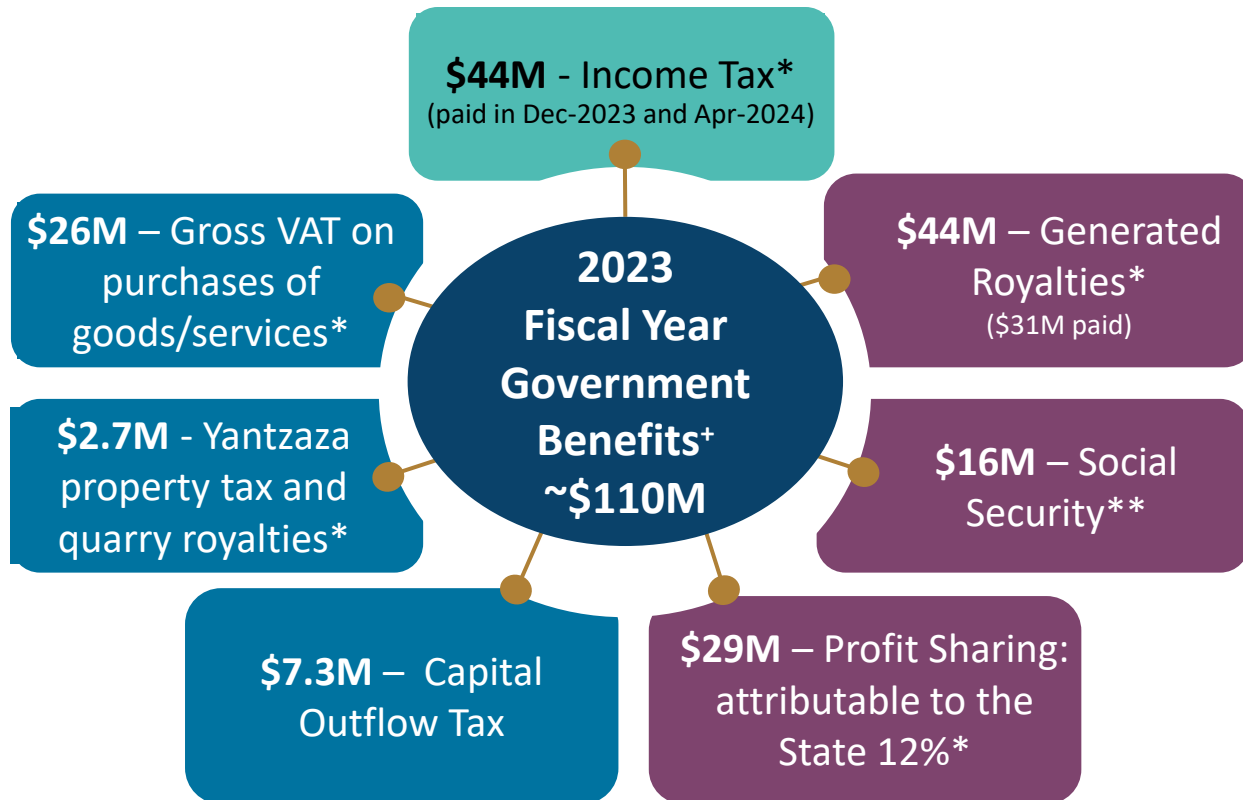 $44M - Income Tax*
(paid in Dec-2023 and Apr-2024)
$26M – Gross VAT on
purchases of
goods/services*
$44M – Generated
Royalties*
($31M paid)
2023
Fiscal Year
Government
Benefits⁺
~$110M
$2.7M - Yantzaza
property tax and
quarry royalties*
$16M – Social
Security**
$7.3M – Capital
Outflow Tax
$29M – Profit Sharing:
attributable to the
State 12%*